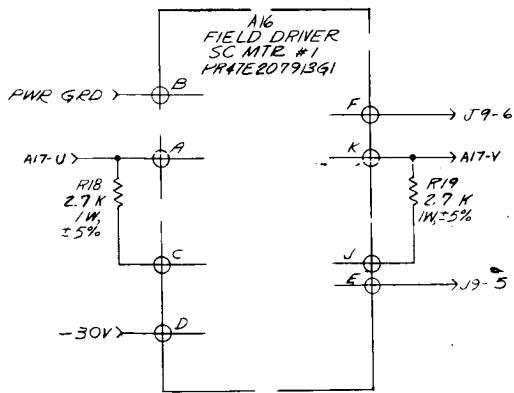 A16
FIELD DRIVER
SC MTR #1
PR47E207913G1
B
PWR GRD
F
J9-6
A17-U
A
K
A17-V
R18
2.7 K
1W,
±5%
R19
2.7 K
1W, ±5%
C
J
E
J9-5
-30V
D